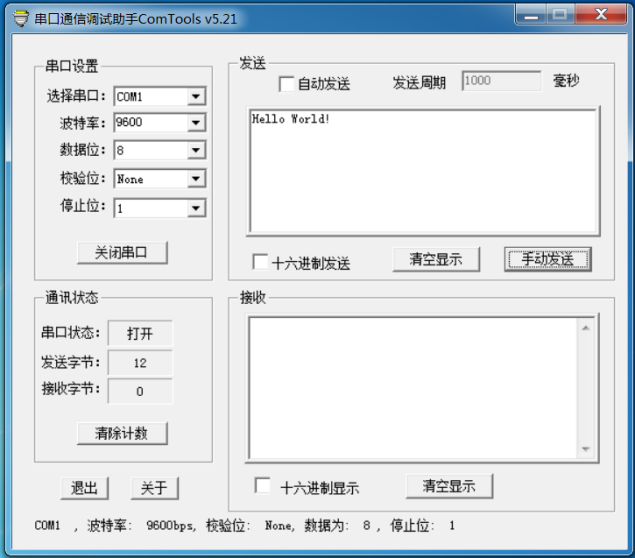 串口通信调试助手ComTools v5.21
串口设置
选择串口: COM1
波特率: 9600
数据位: 8
校验位: None
停止位: 1
关闭串口
发送
自动发送 发送周期 1000 毫秒
Hello World!
十六进制发送 清空显示 手动发送
通讯状态
串口状态: 打开
发送字节: 12
接收字节: 0
清除计数
接收
十六进制显示 清空显示
退出 关于
COM1 , 波特率: 9600bps, 校验位: None, 数据为: 8 , 停止位: 1